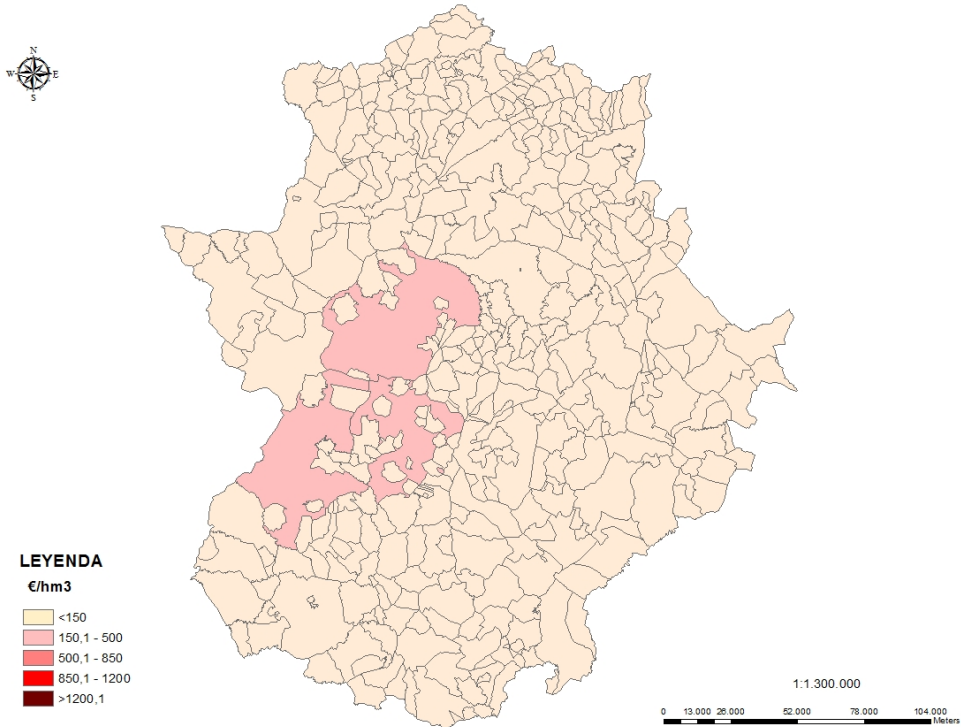 N
W E
S
LEYENDA
€/hm3
<150
150,1 - 500
500,1 - 850
850,1 - 1200
>1200,1
1:1.300.000
0 13.000 26.000 52.000 78.000 104.000
Meters